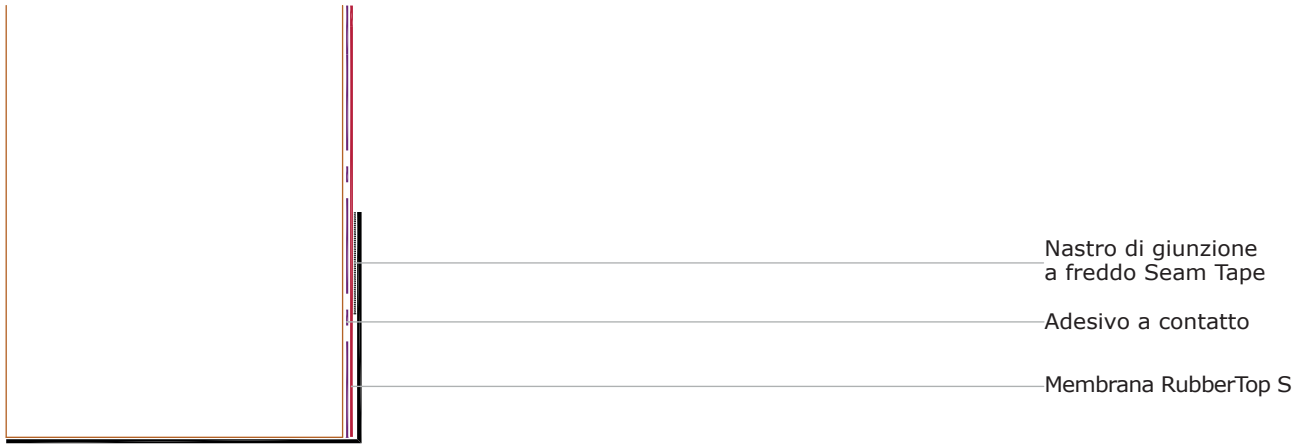 Nastro di giunzione
a freddo Seam Tape
Adesivo a contatto
Membrana RubberTop S